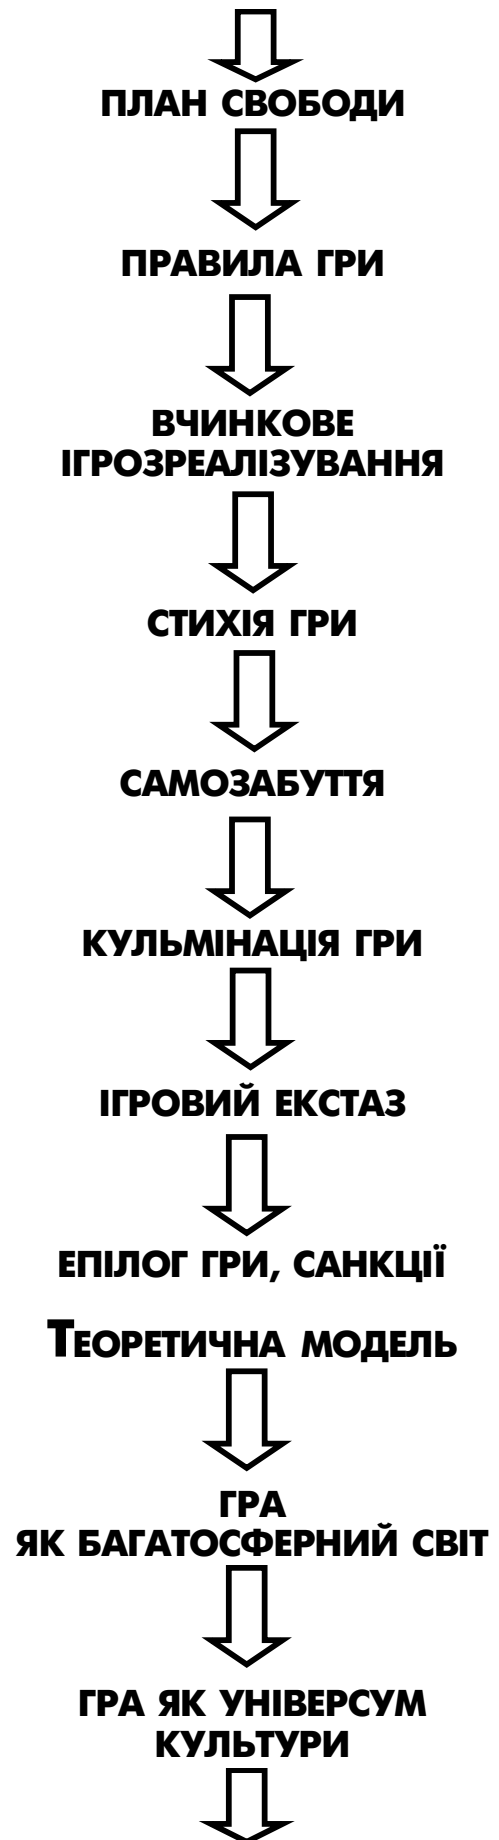 ПЛАН СВОБОДИ
ПРАВИЛА ГРИ
ВЧИНКОВЕ
ІГРОЗРЕАЛІЗУВАННЯ
СТИХІЯ ГРИ
САМОЗАБУТТЯ
КУЛЬМІНАЦІЯ ГРИ
ІГРОВИЙ ЕКСТАЗ
ЕПІЛОГ ГРИ, САНКЦІЇ
ТЕОРЕТИЧНА МОДЕЛЬ
ГРА
ЯК БАГАТОСФЕРНИЙ СВІТ
ГРА ЯК УНІВЕРСУМ
КУЛЬТУРИ